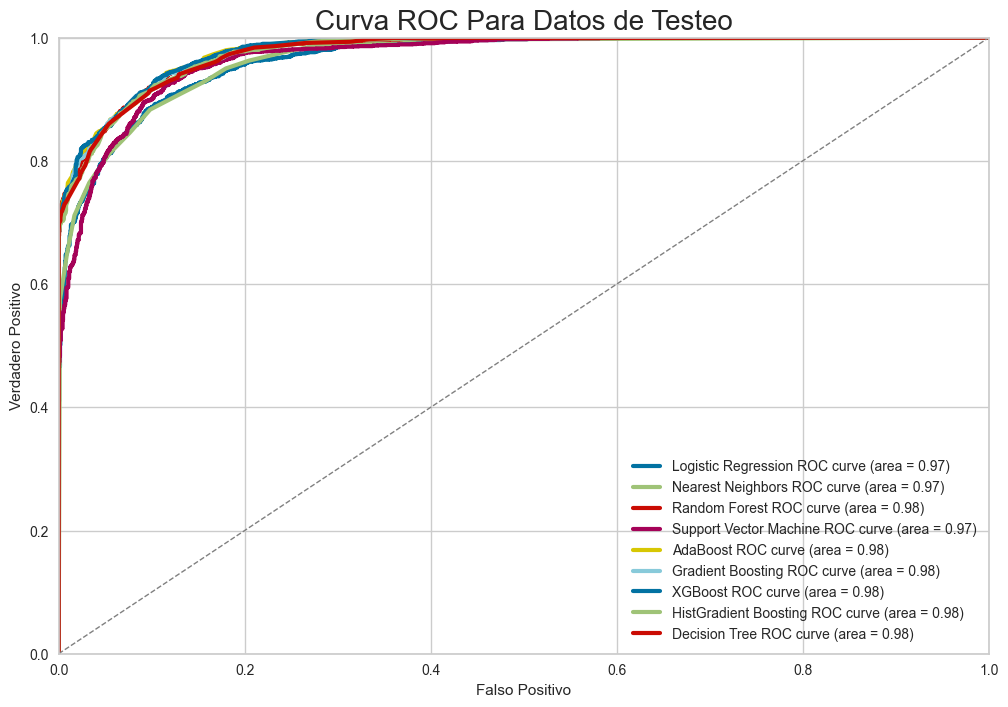 Curva ROC Para Datos de Testeo
1.0
0.8
0.6
0.4
0.2
0.0
Verdadero Positivo
Logistic Regression ROC curve (area = 0.97)
Nearest Neighbors ROC curve (area = 0.97)
Random Forest ROC curve (area = 0.98)
Support Vector Machine ROC curve (area = 0.97)
AdaBoost ROC curve (area = 0.98)
Gradient Boosting ROC curve (area = 0.98)
XGBoost ROC curve (area = 0.98)
HistGradient Boosting ROC curve (area = 0.98)
Decision Tree ROC curve (area = 0.98)
0.0 0.2 0.4 0.6 0.8 1.0
Falso Positivo